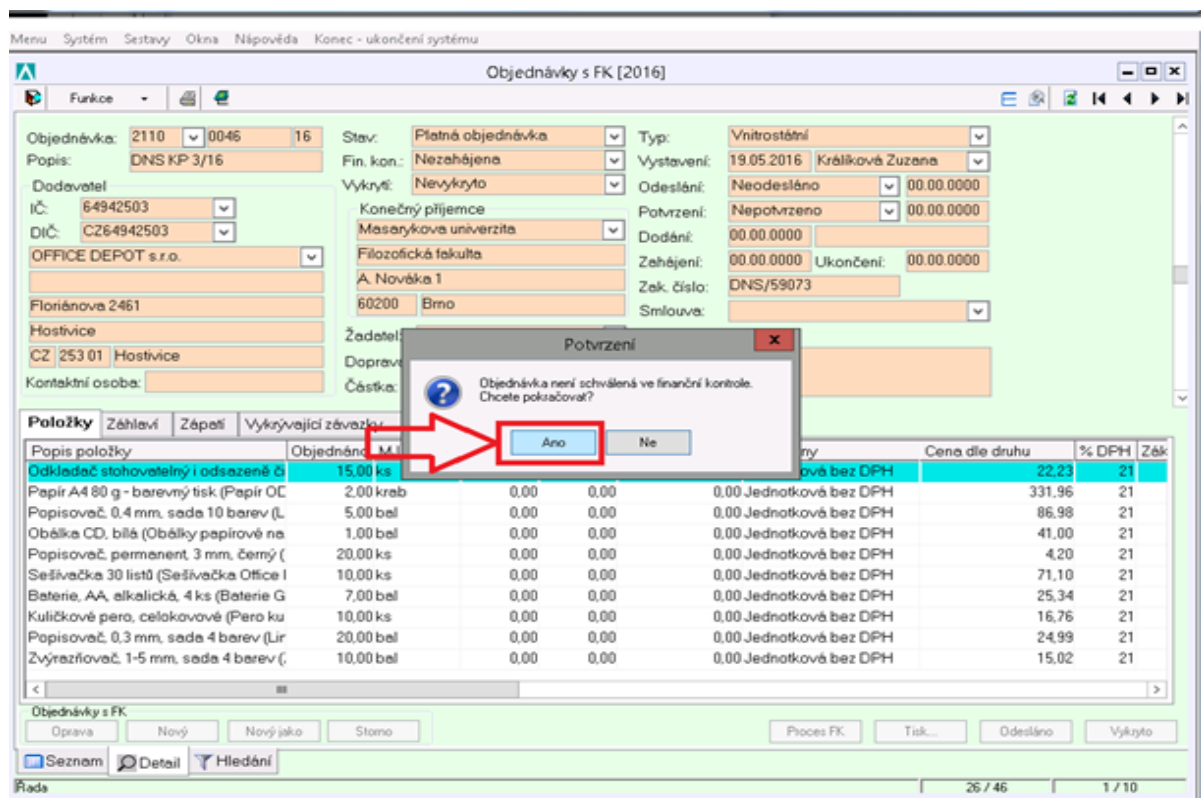 Menu Systém Sestavy Okna Nápověda Konec - ukončení systému
Objednávky s FK [2016]
Funkce
Objednávka: 2110 0046 16
Popis: DNS KP 3/16
Dodavatel
IČ: 64942503
DIČ: CZ64942503
OFFICE DEPOT s.r.o.
Floriánova 2461
Hostivice
CZ 253 01 Hostivice
Kontaktní osoba:
Stav: Platná objednávka
Fin. kon.: Nezahájena
Vykrytí: Nevykryto
Konečný příjemce
Masarykova univerzita
Filozofická fakulta
A. Nováka 1
60200 Brno
Žadatel:
Doprava
Částka:
Typ: Vnitrostátní
Vystavení: 19.05.2016 Králíková Zuzana
Odeslání: Neodesláno 00.00.0000
Potvrzení: Nepotvrzeno 00.00.0000
Dodání: 00.00.0000
Zahájení: 00.00.0000 Ukončení: 00.00.0000
Zak. číslo: DNS/59073
Smlouva:
Potvrzení
Objednávka není schválená ve finanční kontrole.
Chcete pokračovat?
Ano Ne
Položky Záhlaví Zápatí Vykrývající závazky
Popis položky Objednáno M.J ny Cena dle druhu % DPH Zák
Odkladač stohovatelný i odsazeně či 15,00 ks ková bez DPH 22,23 21
Papír A4 80 g - barevný tisk (Papír OD 2,00 krab 0,00 0,00 0,00 Jednotková bez DPH 331,96 21
Popisovač, 0,4 mm, sada 10 barev (L 5,00 bal 0,00 0,00 0,00 Jednotková bez DPH 86,98 21
Obálka CD, bílá (Obálky papírové na 1,00 bal 0,00 0,00 0,00 Jednotková bez DPH 41,00 21
Popisovač, permanent, 3 mm, černý ( 20,00 ks 0,00 0,00 0,00 Jednotková bez DPH 4,20 21
Sešívačka 30 listů (Sešívačka Office I 10,00 ks 0,00 0,00 0,00 Jednotková bez DPH 71,10 21
Baterie, AA, alkalická, 4 ks (Baterie G 7,00 bal 0,00 0,00 0,00 Jednotková bez DPH 25,34 21
Kuličkové pero, celokovové (Pero ku 10,00 ks 0,00 0,00 0,00 Jednotková bez DPH 16,76 21
Popisovač, 0,3 mm, sada 4 barev (Lir 20,00 bal 0,00 0,00 0,00 Jednotková bez DPH 24,99 21
Zvýrazňovač, 1-5 mm, sada 4 barev (. 10,00 bal 0,00 0,00 0,00 Jednotková bez DPH 15,02 21
Objednávky s FK
Oprava Nový Nový jako Storno Proces FK Tisk... Odesláno Vykryto
Seznam Detail Hledání
Řada 26 / 46 1 / 10